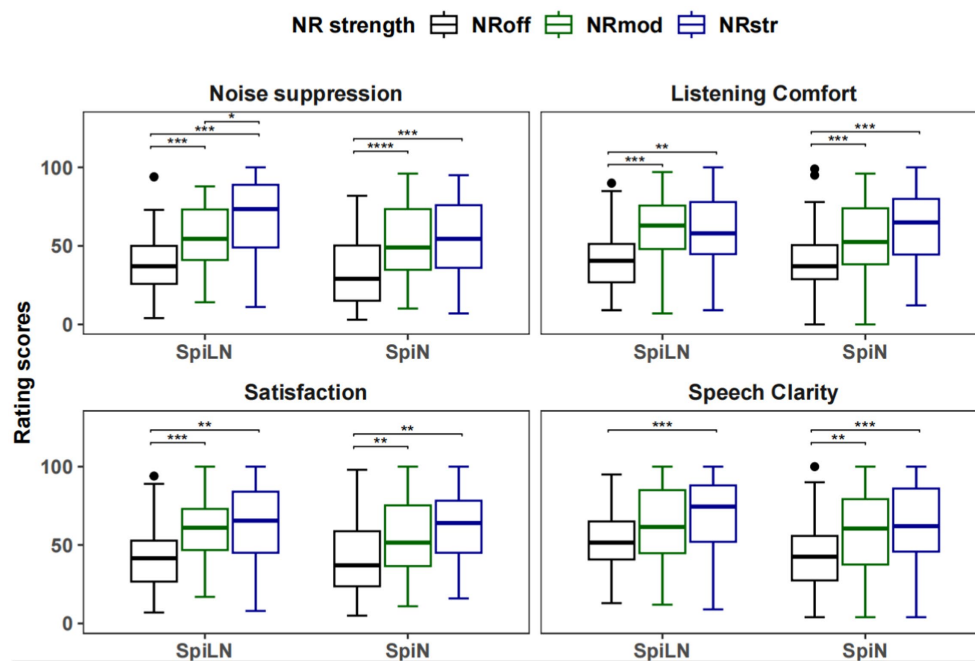 NR strength NRoff NRmod NRstr
Noise suppression Listening Comfort
* 
*** *** *** 
*** **** ** *** *** 
100
50
0
SpiLN SpiN SpiLN SpiN
Rating scores
Satisfaction Speech Clarity
** ** *** *** 
*** ** ** 
100
50
0
SpiLN SpiN SpiLN SpiN